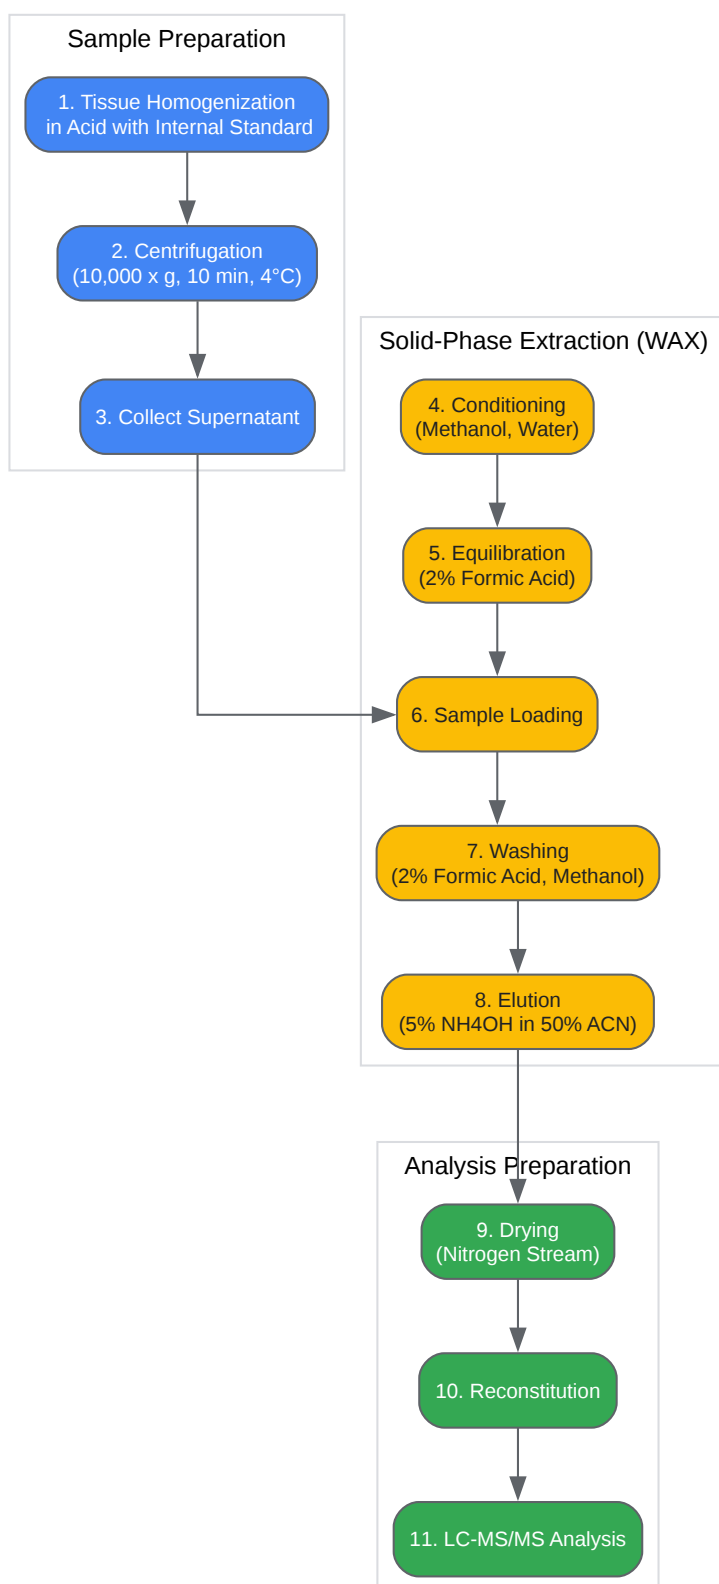 Sample Preparation
1. Tissue Homogenization
in Acid with Internal Standard
2. Centrifugation
(10,000 x g, 10 min, 4°C)
3. Collect Supernatant
Solid-Phase Extraction (WAX)
4. Conditioning
(Methanol, Water)
5. Equilibration
(2% Formic Acid)
6. Sample Loading
7. Washing
(2% Formic Acid, Methanol)
8. Elution
(5% NH4OH in 50% ACN)
Analysis Preparation
9. Drying
(Nitrogen Stream)
10. Reconstitution
11. LC-MS/MS Analysis